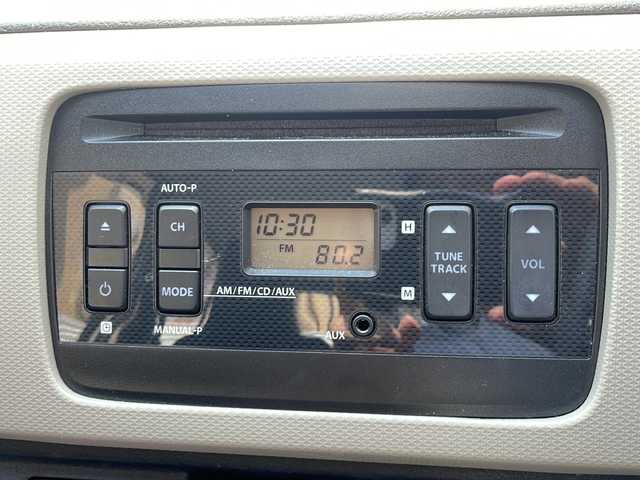 AUTO-P
CH
MODE
AM/FM/CD/AUX
MANUAL-P
10:30
FM
80.2
AUX
H
M
TUNE
TRACK
VOL